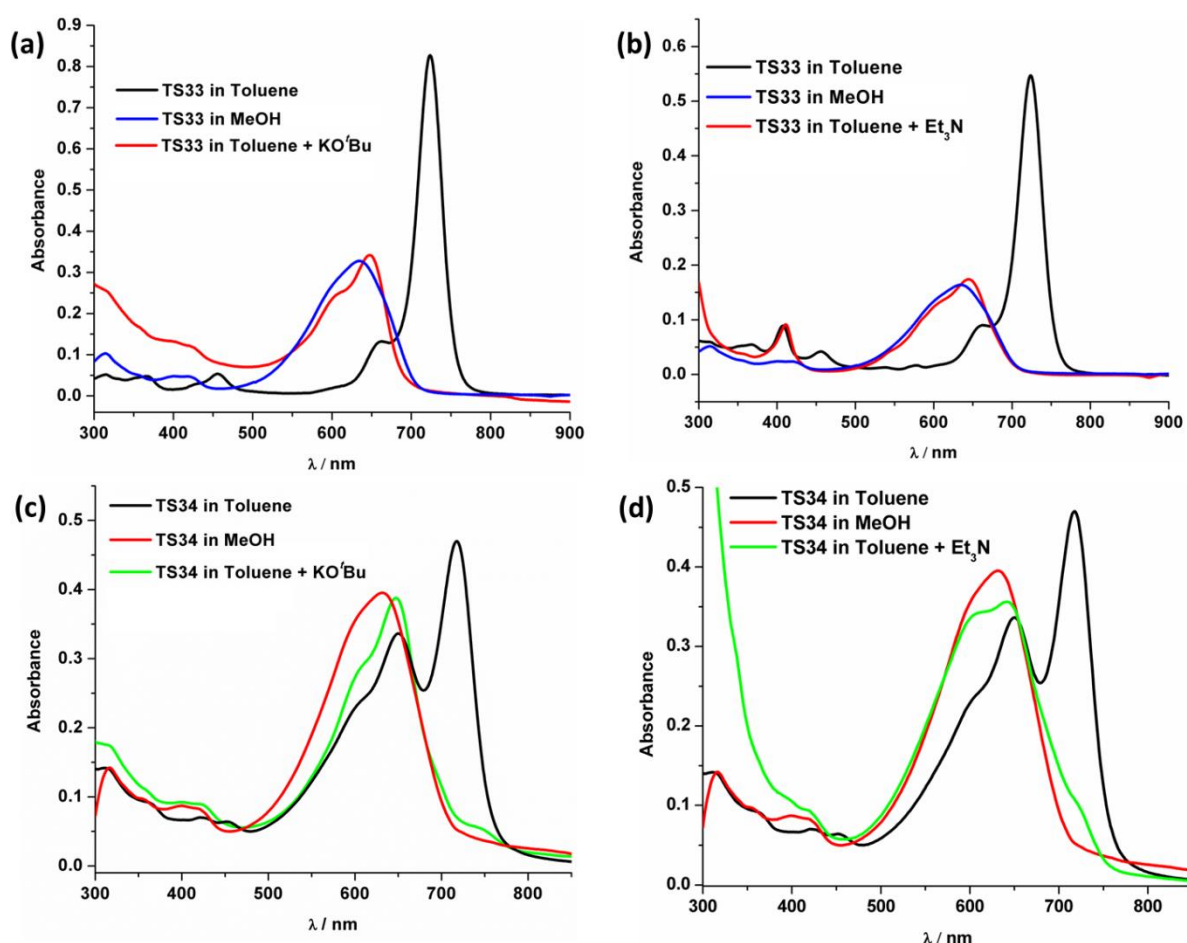 (a)
TS33 in Toluene
TS33 in MeOH
TS33 in Toluene + KOᵗBu
Absorbance
0.9
0.8
0.7
0.6
0.5
0.4
0.3
0.2
0.1
0.0
300 400 500 600 700 800 900
λ / nm
(b)
TS33 in Toluene
TS33 in MeOH
TS33 in Toluene + Et₃N
Absorbance
0.6
0.5
0.4
0.3
0.2
0.1
0.0
300 400 500 600 700 800 900
λ / nm
(c)
TS34 in Toluene
TS34 in MeOH
TS34 in Toluene + KOᵗBu
Absorbance
0.5
0.4
0.3
0.2
0.1
0.0
300 400 500 600 700 800
λ / nm
(d)
TS34 in Toluene
TS34 in MeOH
TS34 in Toluene + Et₃N
Absorbance
0.5
0.4
0.3
0.2
0.1
0.0
300 400 500 600 700 800
λ / nm